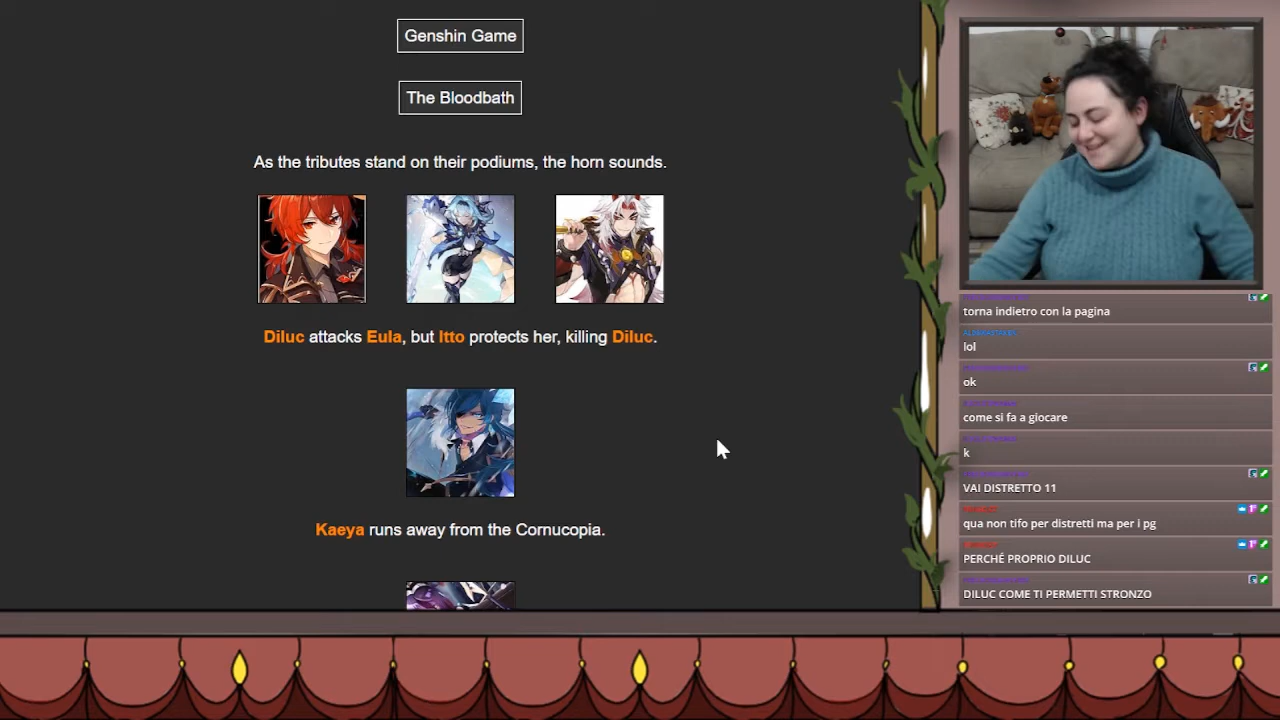 Genshin Game
The Bloodbath
As the tributes stand on their podiums, the horn sounds.
Diluc attacks Eula, but Itto protects her, killing Diluc.
Kaeya runs away from the Cornucopia.
torna indietro con la pagina
lol
ok
come si fa a giocare
k
VAI DISTRETTO 11
qua non tifo per distretti ma per i pg
PERCHÉ PROPRIO DILUC
DILUC COME TI PERMETTI STRONZO